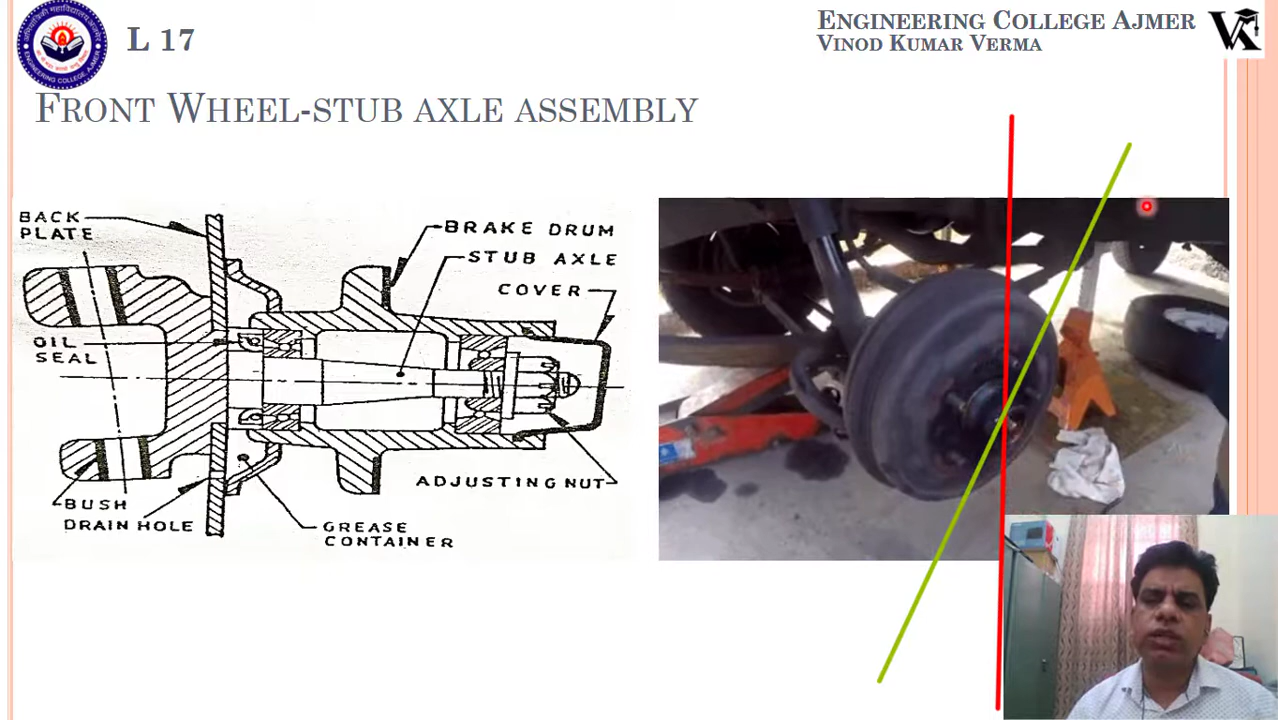 L 17
ENGINEERING COLLEGE AJMER
VINOD KUMAR VERMA
FRONT WHEEL-STUB AXLE ASSEMBLY
BACK
PLATE
BRAKE DRUM
STUB AXLE
COVER
OIL
SEAL
ADJUSTING NUT
BUSH
DRAIN HOLE
GREASE
CONTAINER